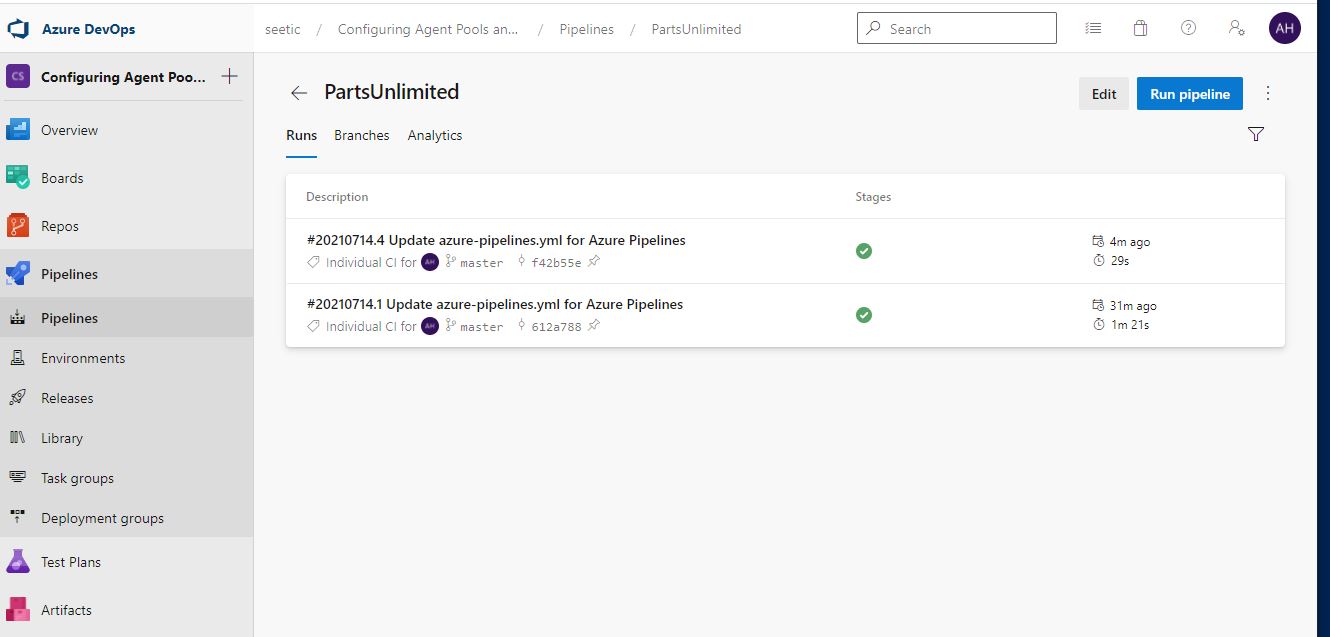 Azure DevOps
seetic / Configuring Agent Pools an... / Pipelines / PartsUnlimited
Search
AH
CS Configuring Agent Poo... +
Overview
Boards
Repos
Pipelines
Pipelines
Environments
Releases
Library
Task groups
Deployment groups
Test Plans
Artifacts
PartsUnlimited
Edit
Run pipeline
Runs Branches Analytics
Description Stages
#20210714.4 Update azure-pipelines.yml for Azure Pipelines
Individual CI for AH master f42b55e
4m ago
29s
#20210714.1 Update azure-pipelines.yml for Azure Pipelines
Individual CI for AH master 612a788
31m ago
1m 21s